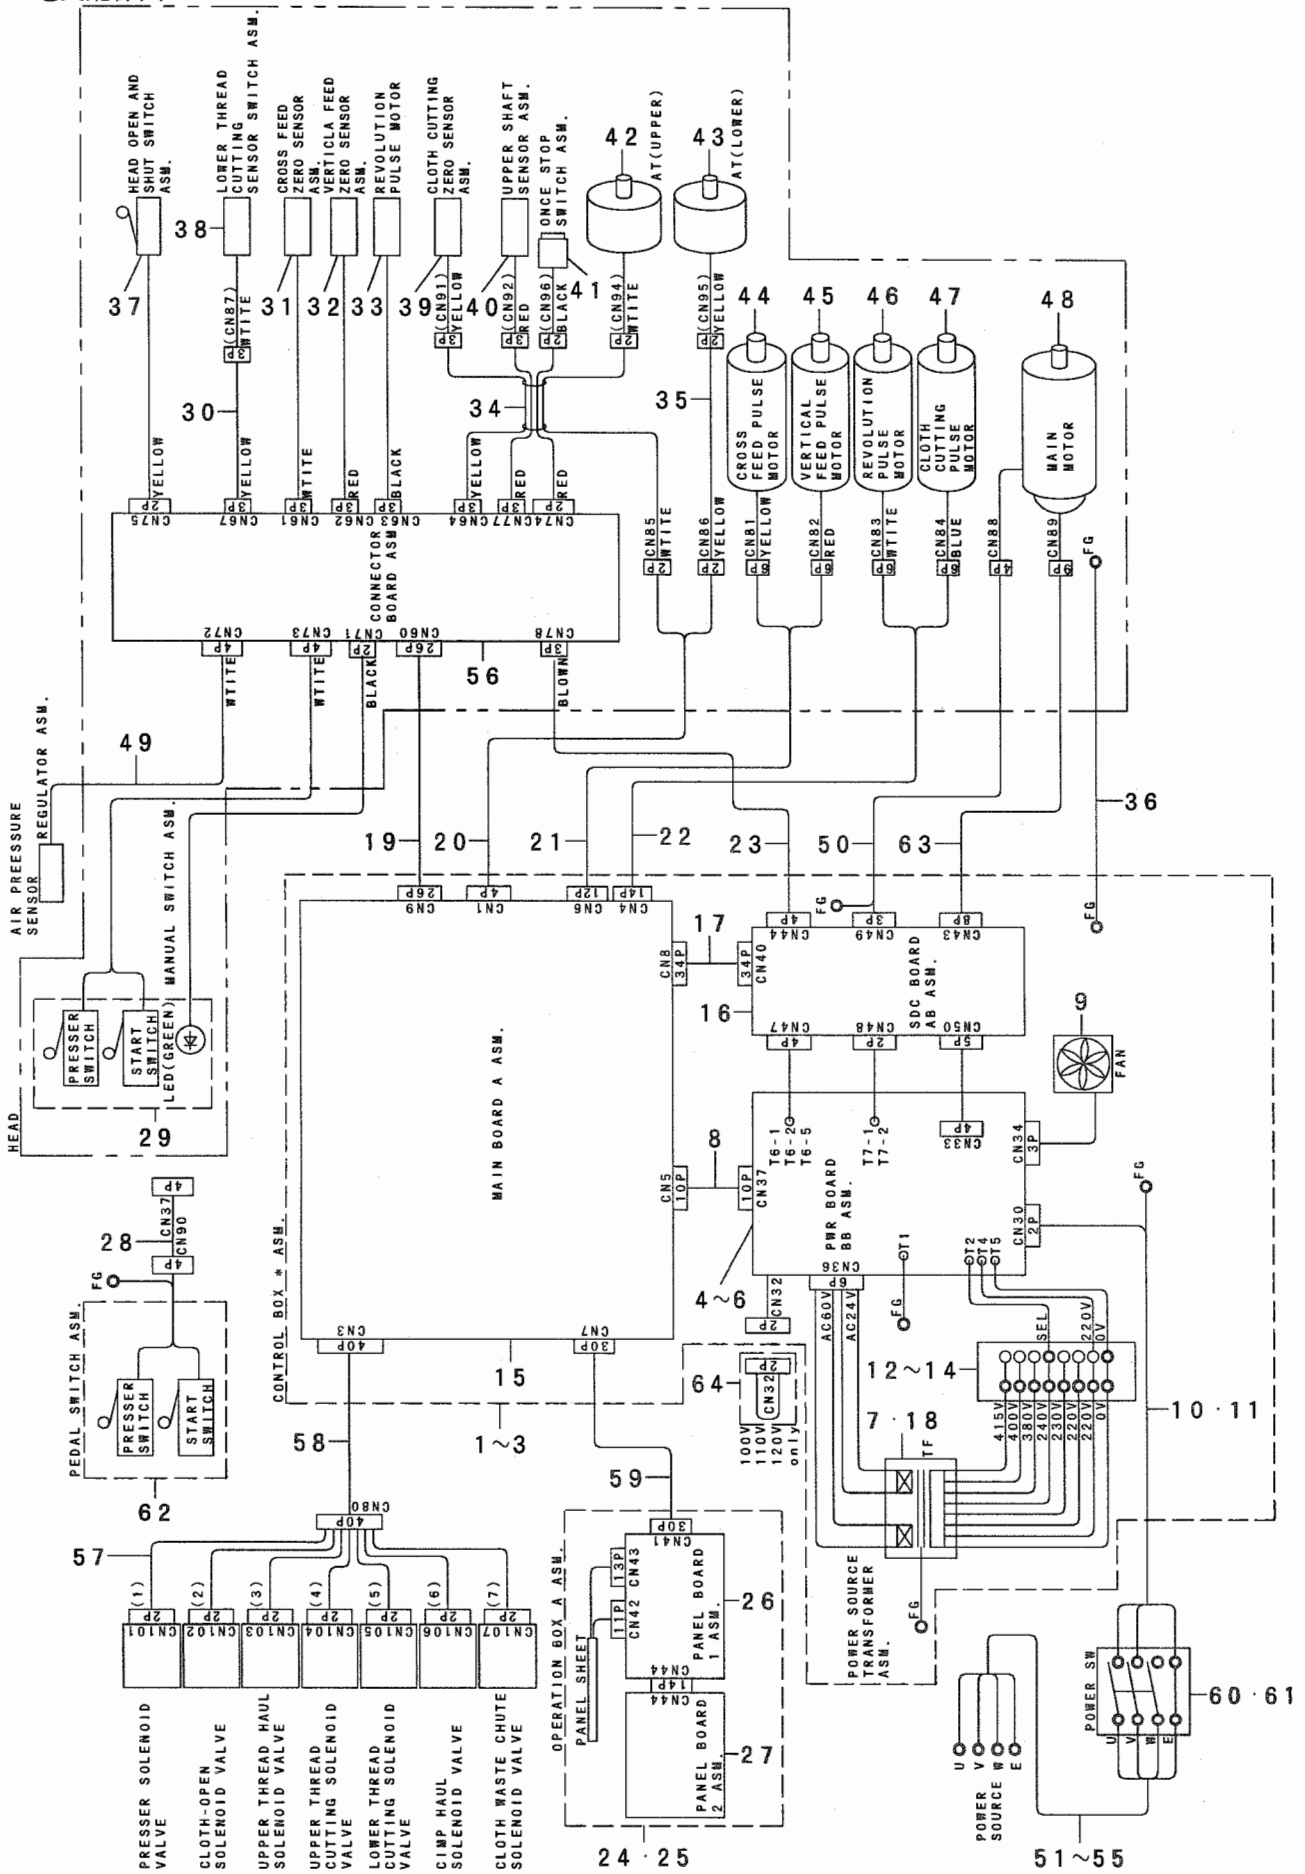 HEAD OPEN AND
SHUT SWITCH
ASM.
LOWER THREAD
CUTTING
SENSOR SWITCH ASM.
CROSS FEED
ZERO SENSOR
ASM.
VERTICLA FEED
ZERO SENSOR
ASM.
REVOLUTION
PULSE MOTOR
CLOTH CUTTING
ZERO SENSOR
ASM.
UPPER SHAFT
SENSOR ASM.
ONCE STOP
SWITCH ASM.
42
AT(UPPER)
43
AT(LOWER)
37
38
31
32
33
39
40
41
3P
(CN87)
WTITE
3P
(CN91)
YELLOW
3P
(CN92)
RED
2P
(CN96)
BLACK
2P
(CN94)
WTITE
2P
(CN95)
YELLOW
44
45
46
47
48
30
34
35
CROSS
FEED PULSE
MOTOR
VERTICAL
FEED PULSE
MOTOR
REVOLUTION
PULSE
MOTOR
CLOTH
CUTTING
PULSE
MOTOR
MAIN
MOTOR
YELLOW
YELLOW
WTITE
RED
BLACK
YELLOW
RED
RED
2P
3P
3P
3P
3P
3P
3P
2P
CN75
CN67
CN61
CN62
CN63
CN64
CN77
CN74
CONNECTOR
BOARD ASM
2P
CN85
WTITE
2P
CN86
YELLOW
6P
CN81
YELLOW
6P
CN82
RED
6P
CN83
WTITE
6P
CN84
BLUE
4P
CN88
9P
CN89
FG
CN72
CN73
CN71
CN60
CN78
4P
4P
2P
26P
3P
WTITE
WTITE
BLACK
56
BLOWN
49
AIR PREESSURE
SENSOR
REGULATOR ASM.
MANUAL SWITCH ASM.
19
20
21
22
23
50
63
36
HEAD
PRESSER
SWITCH
START
SWITCH
LED(GREEN)
29
26P
CN9
4P
CN1
12P
CN6
14P
CN4
FG
4P
CN44
3P
CN49
8P
CN43
FG
CN8
34P
17
34P
CN40
16
SDC BOARD
AB ASM.
CN47
4P
CN48
2P
CN50
5P
9
FAN
MAIN BOARD A ASM.
CONTROL BOX * ASM.
CN5
10P
8
10P
CN37
T6-1
T6-2
T6-5
T7-1
T7-2
4P
CN33
CN34
3P
PWR BOARD
BB ASM.
CN30
2P
FG
T1
T2
T4
T5
CN36
6P
4~6
CN32
2P
FG
AC60V
AC24V
SEL
220V
0V
12~14
4P
CN37
28
CN90
4P
FG
PEDAL SWITCH ASM.
PRESSER
SWITCH
START
SWITCH
62
CN3
40P
CN7
30P
15
1~3
64
2P
CN32
100V
110V
120V
only
7·18
TF
415V
400V
380V
240V
230V
220V
220V
0V
10·11
58
59
CN80
40P
57
(1)
(2)
(3)
(4)
(5)
(6)
(7)
2P
2P
2P
2P
2P
2P
2P
CN101
CN102
CN103
CN104
CN105
CN106
CN107
PRESSER SOLENOID
VALVE
CLOTH-OPEN
SOLENOID VALVE
UPPER THREAD HAUL
SOLENOID VALVE
UPPER THREAD
CUTTING SOLENOID
VALVE
LOWER THREAD
CUTTING SOLENOID
VALVE
CIMP HAUL
SOLENOID VALVE
CLOTH WASTE CHUTE
SOLENOID VALVE
OPERATION BOX A ASM.
PANEL SHEET
30P
CN41
13P
CN43
11P
CN42
PANEL BOARD
1 ASM.
26
CN44
14P
CN44
PANEL BOARD
2 ASM.
27
24·25
POWER SOURCE
TRANSFORMER
ASM.
FG
POWER SW
U
V
W
E
60·61
U
V
W
E
POWER
SOURCE
51~55